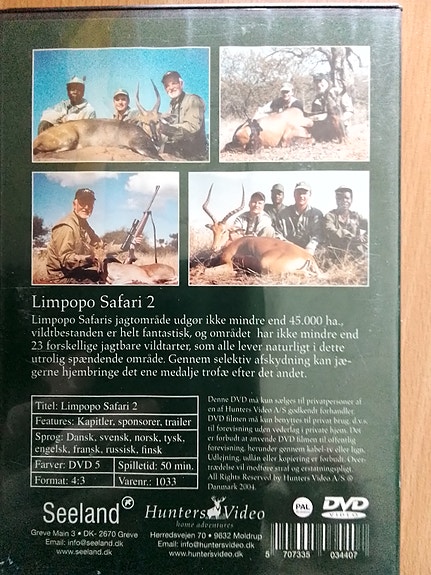 Limpopo Safari 2
Limpopo Safaris jagtområde udgør ikke mindre end 45.000 ha.,
vildtbestanden er helt fantastisk, og området har ikke mindre end
23 forskellige jagtbare vildtarter, som alle lever naturligt i dette
utrolig spændende område. Gennem selektiv afskydning kan jæ-
gerne hjembringe det ene medalje trofæ efter det andet.
Titel: Limpopo Safari 2
Features: Kapitler, sponsorer, trailer
Sprog: Dansk, svensk, norsk, tysk,
engelsk, fransk, russisk, finsk
Farver: DVD 5 Spilletid: 50 min.
Format: 4:3 Varenr.: 1033
Denne DVD må kun sælges til privatpersoner af
en af Hunters Video A/S godkendt forhandler.
DVD filmen må kun benyttes til privat brug, d.v.s.
til forevisning uden vederlag i private hjem. Det
er forbudt at anvende DVD filmen til offentlig
forevisning, herunder gennem kabel-tv eller lign.
Udlejning, udlån eller kopiering er forbudt. Over-
trædelse vil medføre straf og erstatningspligt.
All Rights Reserved by Hunters Video A/S ©
Danmark 2004.
Seeland
Greve Main 3 • DK- 2670 Greve
Email: info@seeland.dk
www.seeland.dk
Hunters Video
home adventures
Herredsvejen 70 • 9632 Møldrup
Email: info@huntersvideo.dk
www.huntersvideo.dk
PAL
DVD
VIDEO
5 707335 034407